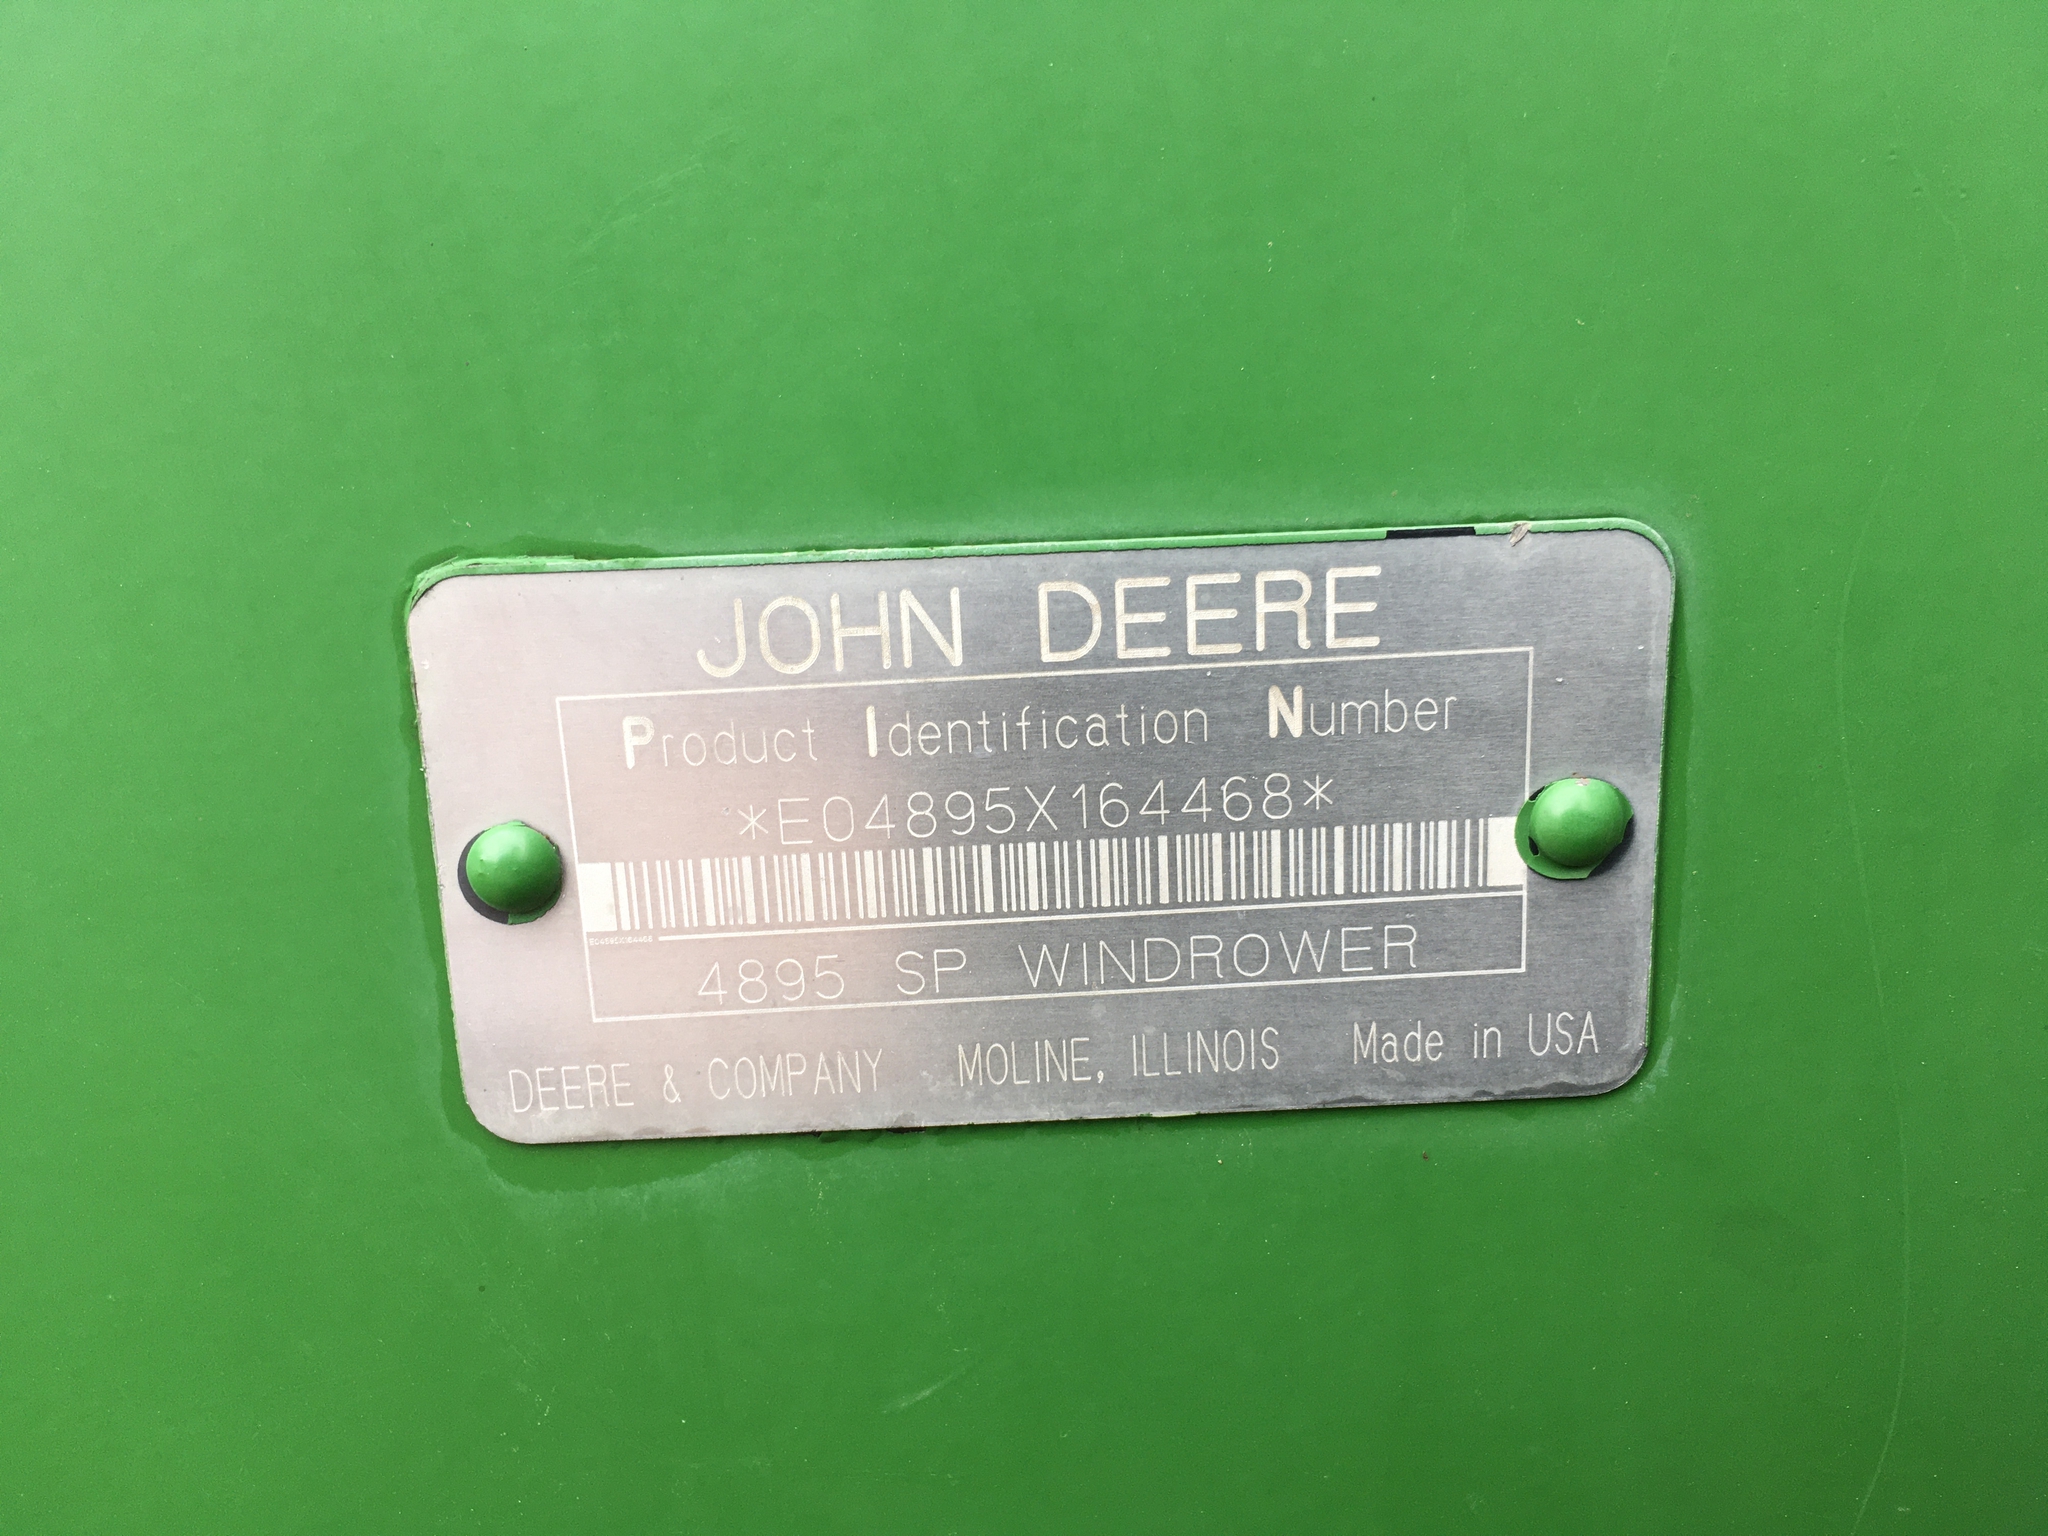 JOHN DEERE
Product Identification Number
*E04895X164468*
4895 SP WINDROWER
DEERE & COMPANY MOLINE, ILLINOIS Made in USA